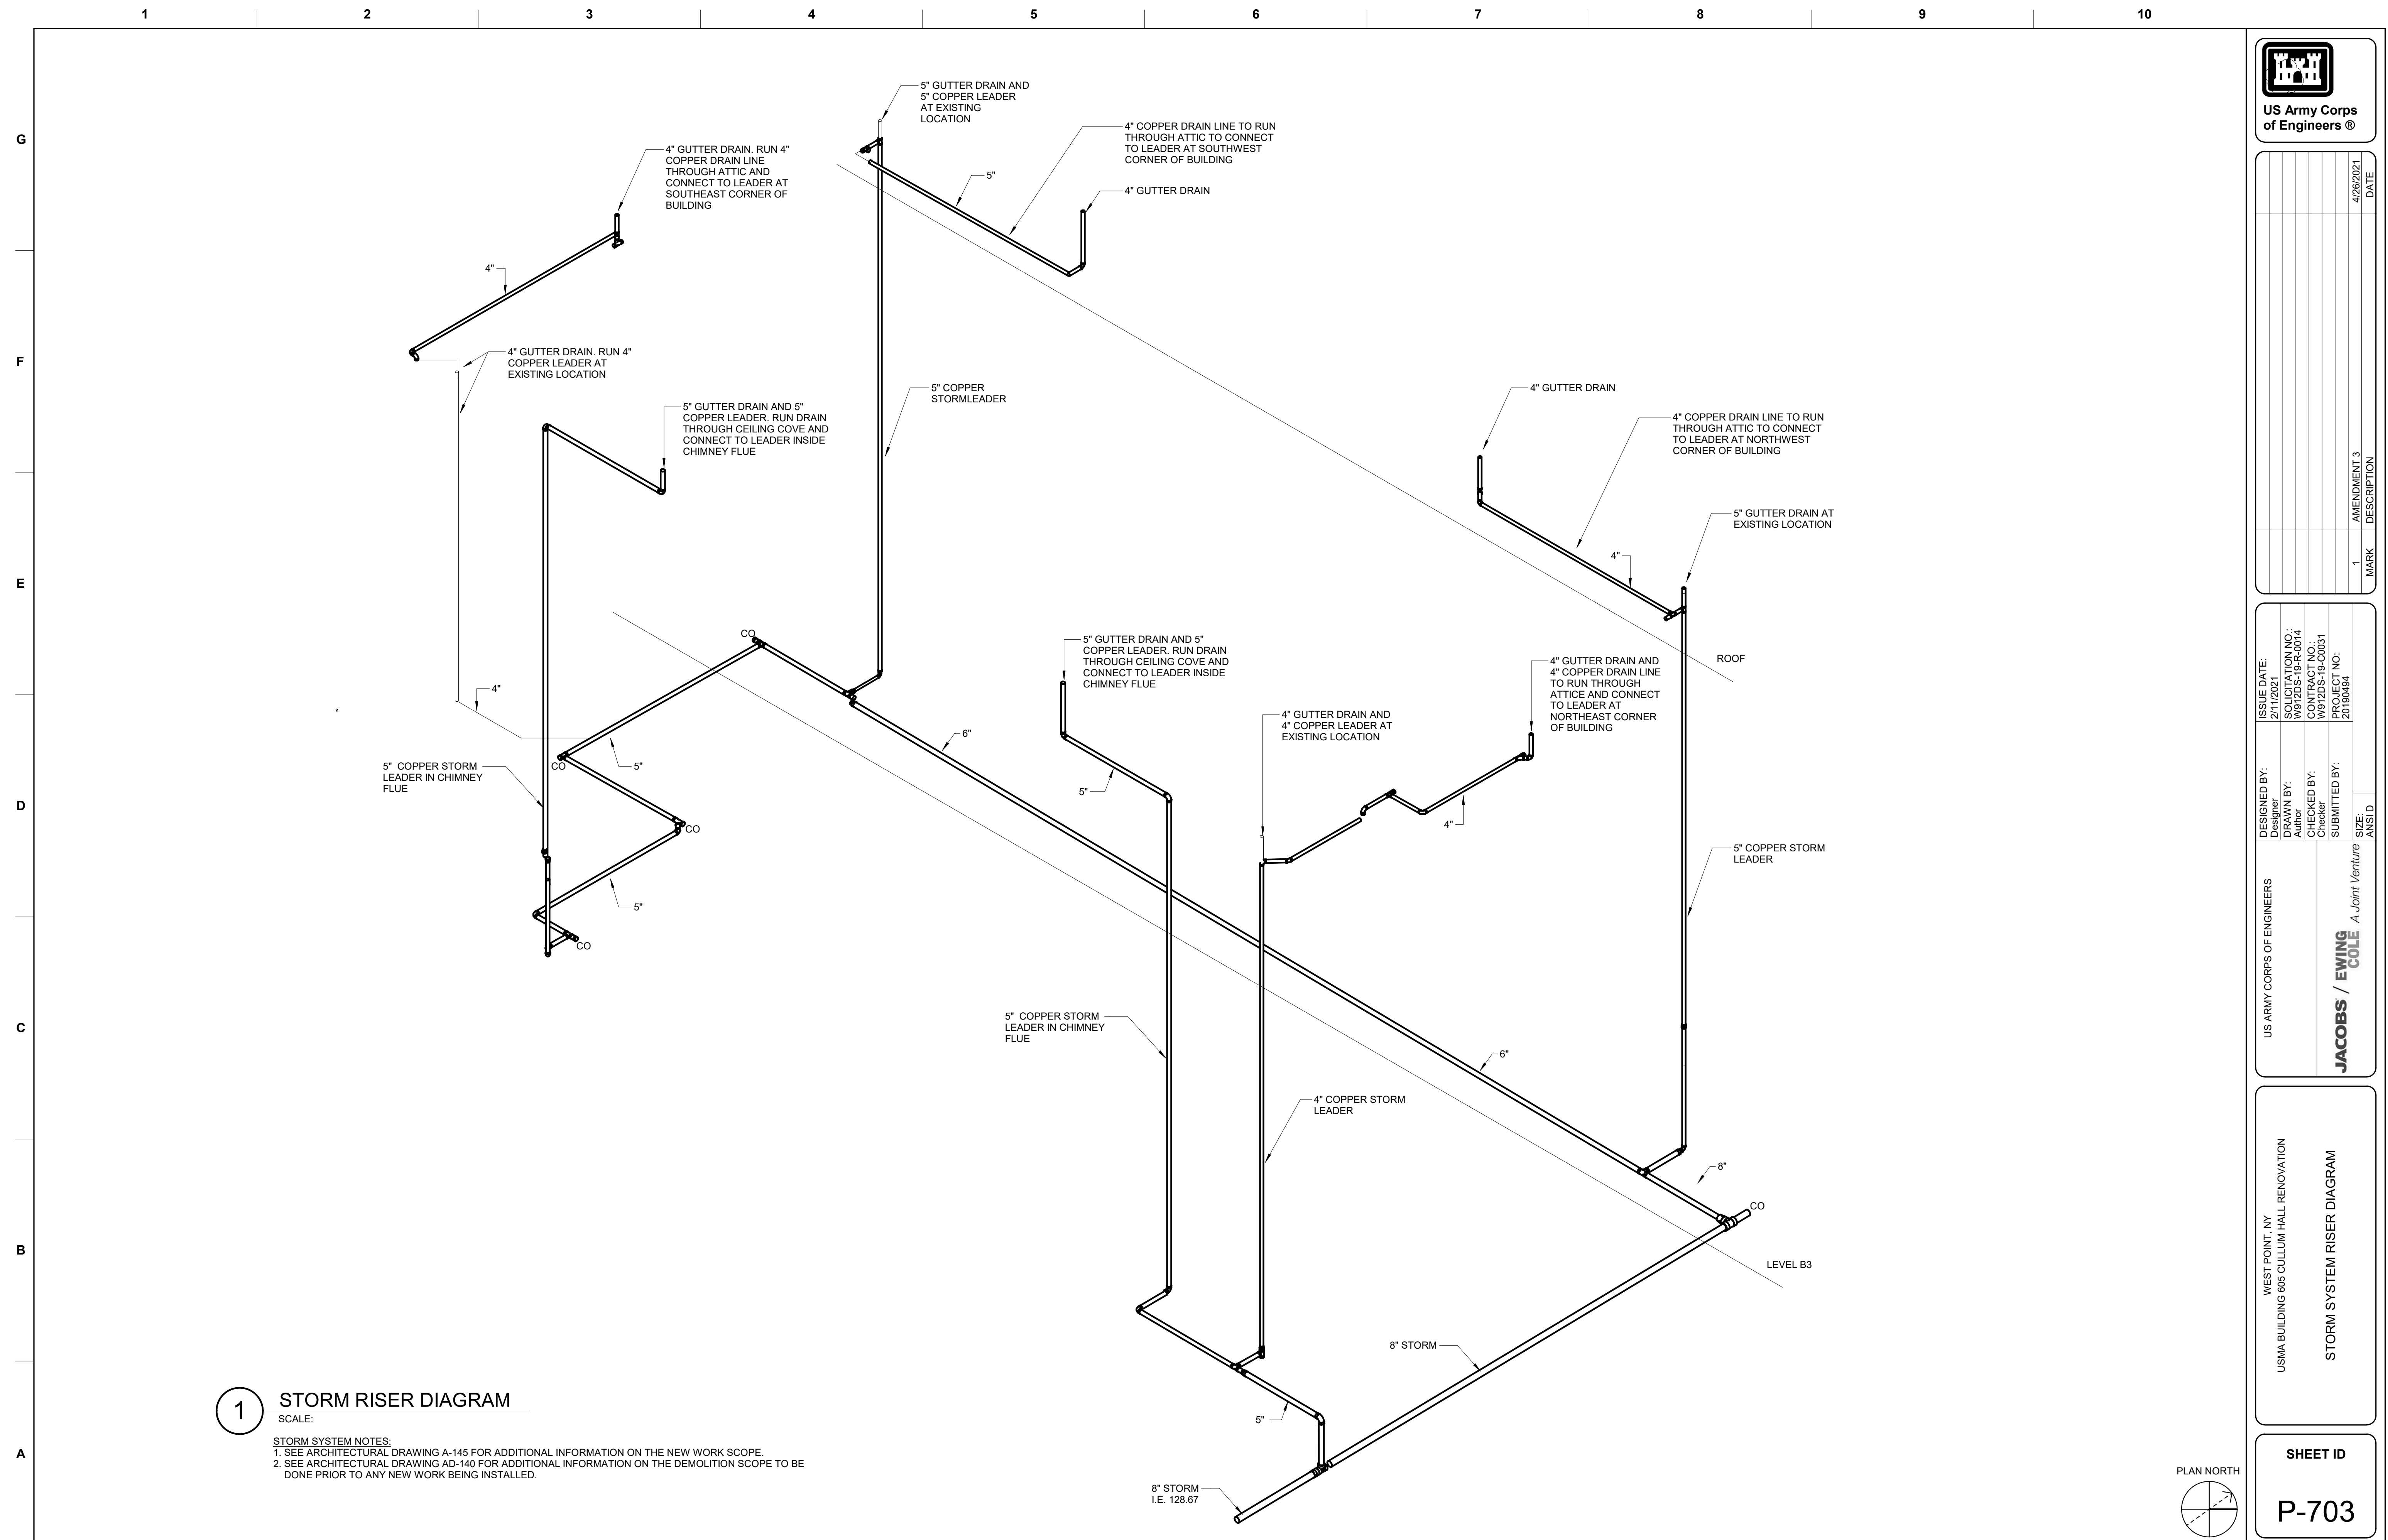 1 2 3 4 5 6 7 8 9 10
G
F
E
D
C
B
A
5" GUTTER DRAIN AND
5" COPPER LEADER
AT EXISTING
LOCATION
4" COPPER DRAIN LINE TO RUN
THROUGH ATTIC TO CONNECT
TO LEADER AT SOUTHWEST
CORNER OF BUILDING
4" GUTTER DRAIN. RUN 4"
COPPER DRAIN LINE
THROUGH ATTIC AND
CONNECT TO LEADER AT
SOUTHEAST CORNER OF
BUILDING
5"
4" GUTTER DRAIN
4"
4" GUTTER DRAIN. RUN 4"
COPPER LEADER AT
EXISTING LOCATION
5" COPPER
STORMLEADER
4" GUTTER DRAIN
5" GUTTER DRAIN AND 5"
COPPER LEADER. RUN DRAIN
THROUGH CEILING COVE AND
CONNECT TO LEADER INSIDE
CHIMNEY FLUE
4" COPPER DRAIN LINE TO RUN
THROUGH ATTIC TO CONNECT
TO LEADER AT NORTHWEST
CORNER OF BUILDING
5" GUTTER DRAIN AT
EXISTING LOCATION
4"
CO
5" GUTTER DRAIN AND 5"
COPPER LEADER. RUN DRAIN
THROUGH CEILING COVE AND
CONNECT TO LEADER INSIDE
CHIMNEY FLUE
ROOF
4" GUTTER DRAIN AND
4" COPPER DRAIN LINE
TO RUN THROUGH
ATTICE AND CONNECT
TO LEADER AT
NORTHEAST CORNER
OF BUILDING
4"
4" GUTTER DRAIN AND
4" COPPER LEADER AT
EXISTING LOCATION
6"
5" COPPER STORM
LEADER IN CHIMNEY
FLUE
CO
5"
5"
4"
CO
5" COPPER STORM
LEADER
5"
CO
5" COPPER STORM
LEADER IN CHIMNEY
FLUE
6"
4" COPPER STORM
LEADER
8"
CO
LEVEL B3
8" STORM
5"
8" STORM
I.E. 128.67
1
STORM RISER DIAGRAM
SCALE:
STORM SYSTEM NOTES:
1. SEE ARCHITECTURAL DRAWING A-145 FOR ADDITIONAL INFORMATION ON THE NEW WORK SCOPE.
2. SEE ARCHITECTURAL DRAWING AD-140 FOR ADDITIONAL INFORMATION ON THE DEMOLITION SCOPE TO BE
DONE PRIOR TO ANY NEW WORK BEING INSTALLED.
PLAN NORTH
US Army Corps
of Engineers ®
1 AMENDMENT 3 4/26/2021
MARK DESCRIPTION DATE
DESIGNED BY:
Designer
DRAWN BY:
Author
CHECKED BY:
Checker
SUBMITTED BY:
SIZE:
ANSI D
ISSUE DATE:
2/11/2021
SOLICITATION NO.:
W912DS-19-R-0014
CONTRACT NO.:
W912DS-19-C0031
PROJECT NO:
20190494
US ARMY CORPS OF ENGINEERS
JACOBS / EWING
COLE A Joint Venture
WEST POINT, NY
USMA BUILDING 605 CULLUM HALL RENOVATION
STORM SYSTEM RISER DIAGRAM
SHEET ID
P-703